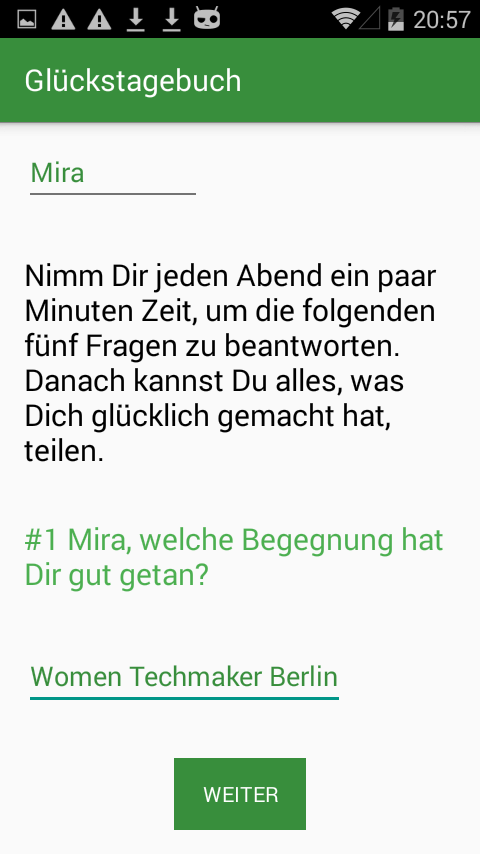 20:57
Glückstagebuch
Mira
Nimm Dir jeden Abend ein paar
Minuten Zeit, um die folgenden
fünf Fragen zu beantworten.
Danach kannst Du alles, was
Dich glücklich gemacht hat,
teilen.
#1 Mira, welche Begegnung hat
Dir gut getan?
Women Techmaker Berlin
WEITER